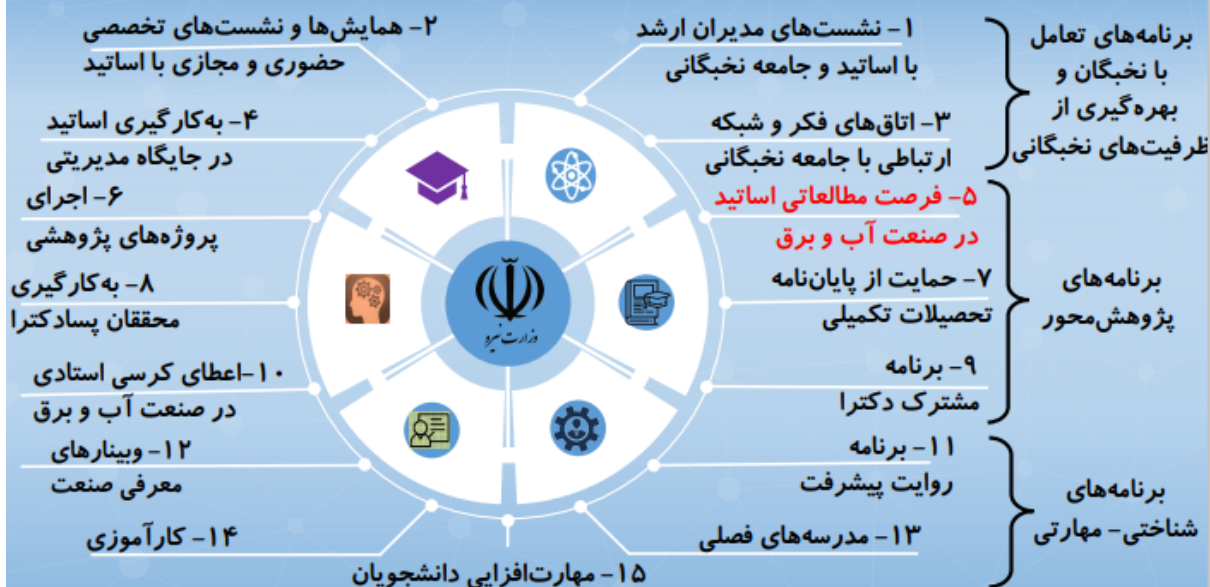 برنامه‌های تعامل
با نخبگان و
بهره‌گیری از
ظرفیت‌های نخبگانی
۱- نشست‌های مدیران ارشد
با اساتید و جامعه نخبگانی
۲- همایش‌ها و نشست‌های تخصصی
حضوری و مجازی با اساتید
۳- اتاق‌های فکر و شبکه
ارتباطی با جامعه نخبگانی
۴- به‌کارگیری اساتید
در جایگاه مدیریتی
برنامه‌های
پژوهش‌محور
۵- فرصت مطالعاتی اساتید
در صنعت آب و برق
۶- اجرای
پروژه‌های پژوهشی
۷- حمایت از پایان‌نامه
تحصیلات تکمیلی
۸- به‌کارگیری
محققان پسادکترا
وزارت نیرو
۹- برنامه
مشترک دکترا
۱۰-اعطای کرسی استادی
در صنعت آب و برق
برنامه‌های
شناختی- مهارتی
۱۱- برنامه
روایت پیشرفت
۱۲- وبینارهای
معرفی صنعت
۱۳- مدرسه‌های فصلی
۱۴- کارآموزی
۱۵- مهارت‌افزایی دانشجویان